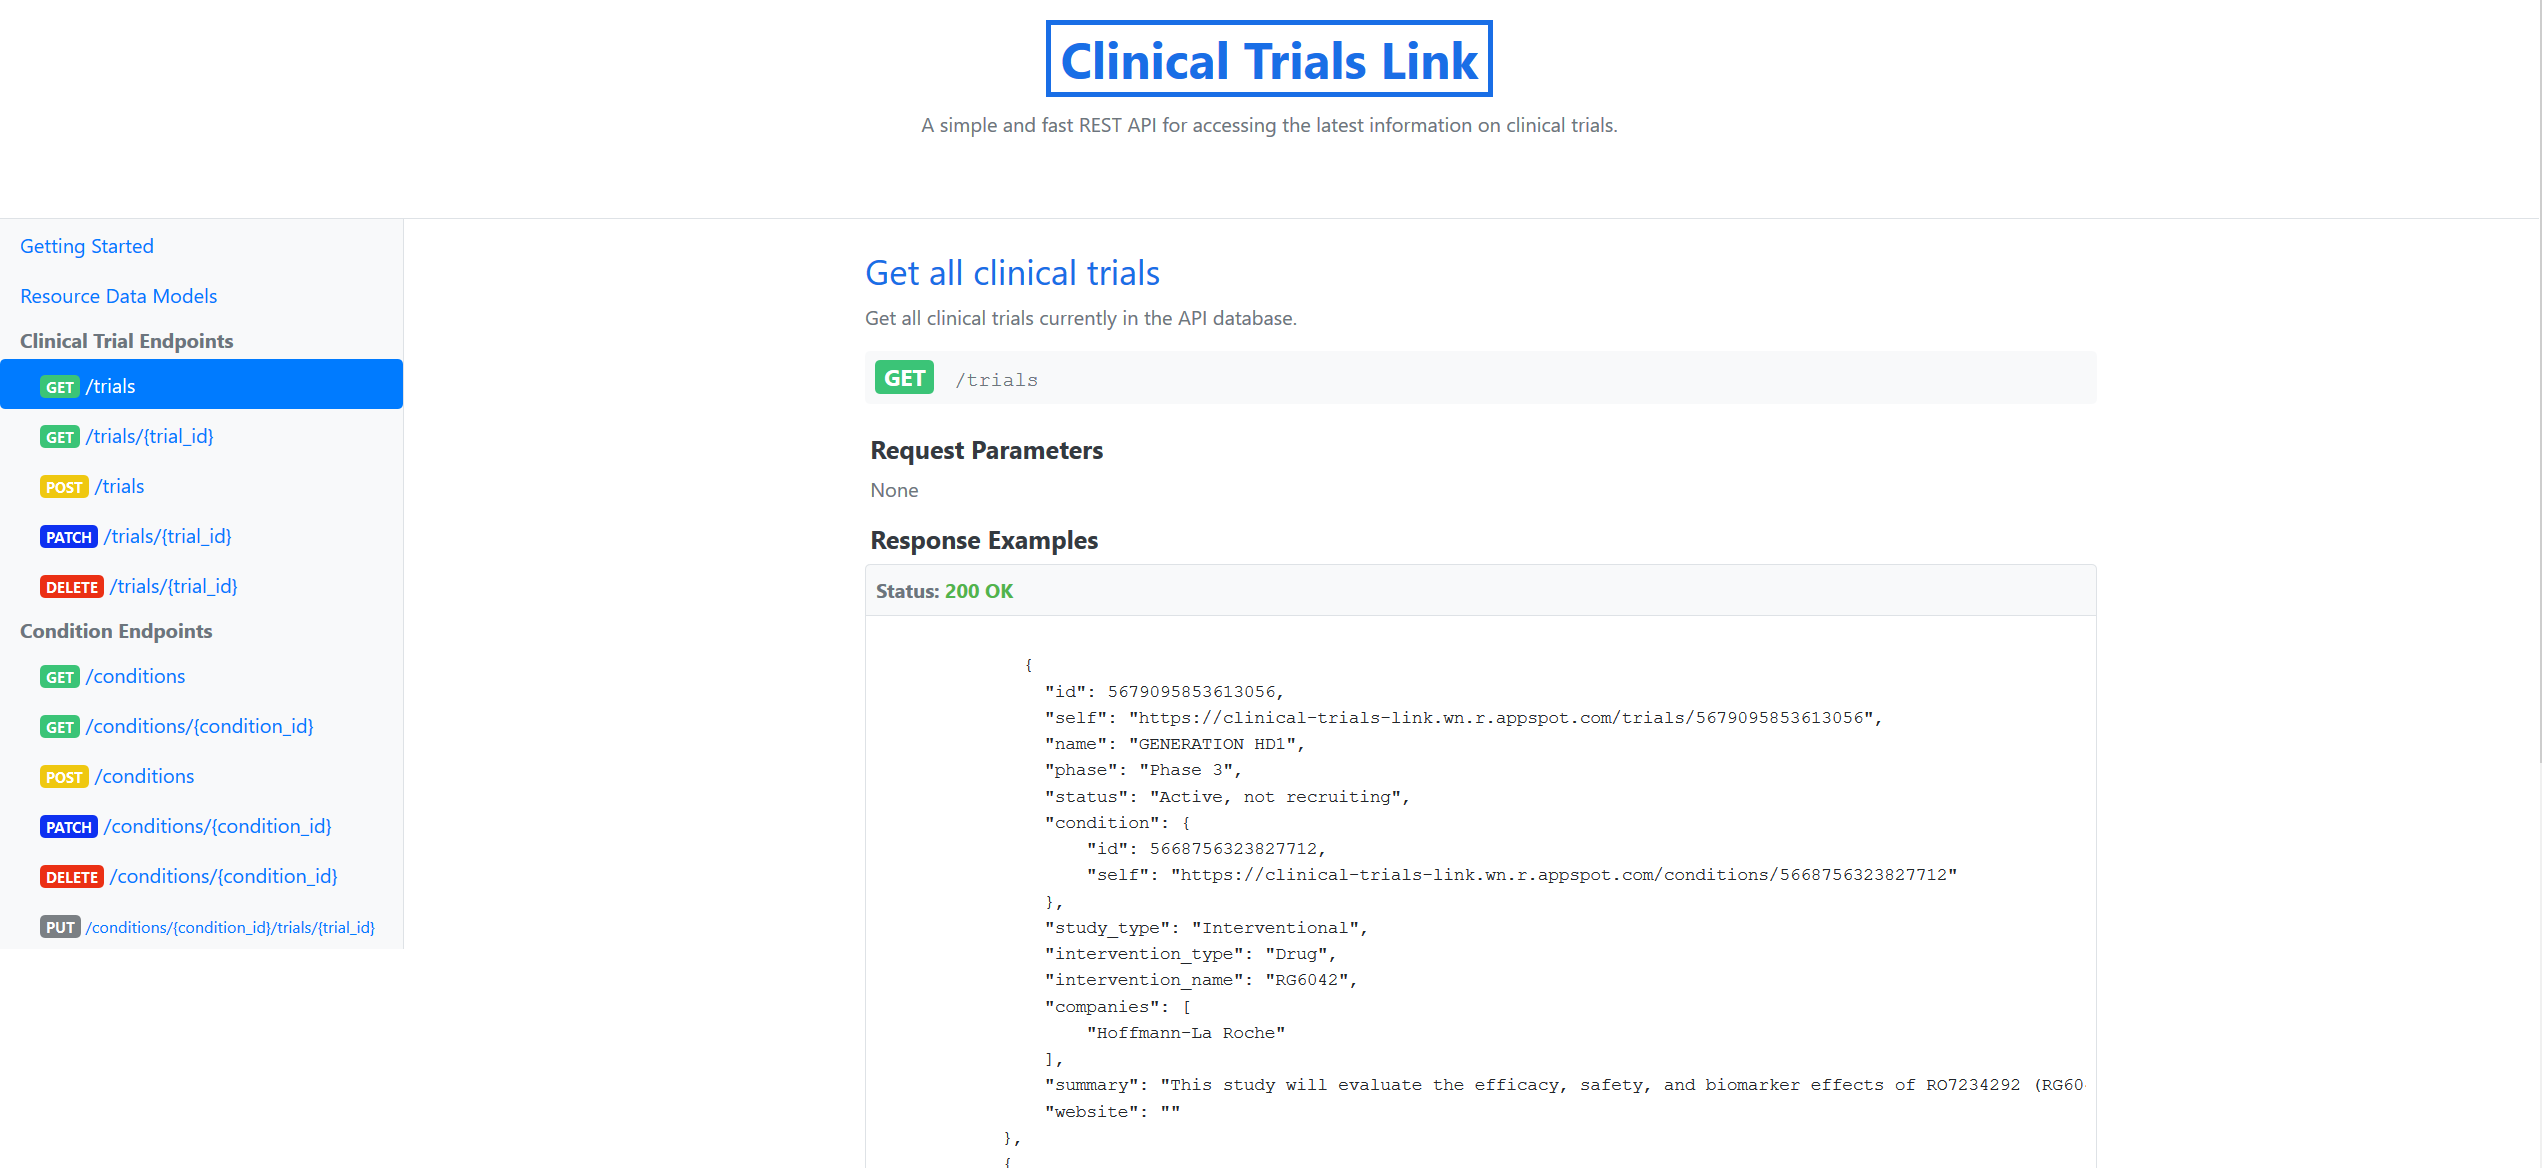 Clinical Trials Link
A simple and fast REST API for accessing the latest information on clinical trials.
Getting Started
Resource Data Models
Clinical Trial Endpoints
GET /trials
GET /trials/{trial_id}
POST /trials
PATCH /trials/{trial_id}
DELETE /trials/{trial_id}
Condition Endpoints
GET /conditions
GET /conditions/{condition_id}
POST /conditions
PATCH /conditions/{condition_id}
DELETE /conditions/{condition_id}
PUT /conditions/{condition_id}/trials/{trial_id}
Get all clinical trials
Get all clinical trials currently in the API database.
GET /trials
Request Parameters
None
Response Examples
Status: 200 OK
{
"id": 5679095853613056,
"self": "https://clinical-trials-link.wn.r.appspot.com/trials/5679095853613056",
"name": "GENERATION HD1",
"phase": "Phase 3",
"status": "Active, not recruiting",
"condition": {
"id": 5668756323827712,
"self": "https://clinical-trials-link.wn.r.appspot.com/conditions/5668756323827712"
},
"study_type": "Interventional",
"intervention_type": "Drug",
"intervention_name": "RG6042",
"companies": [
"Hoffmann-La Roche"
],
"summary": "This study will evaluate the efficacy, safety, and biomarker effects of RO7234292 (RG60
"website": ""
},
{